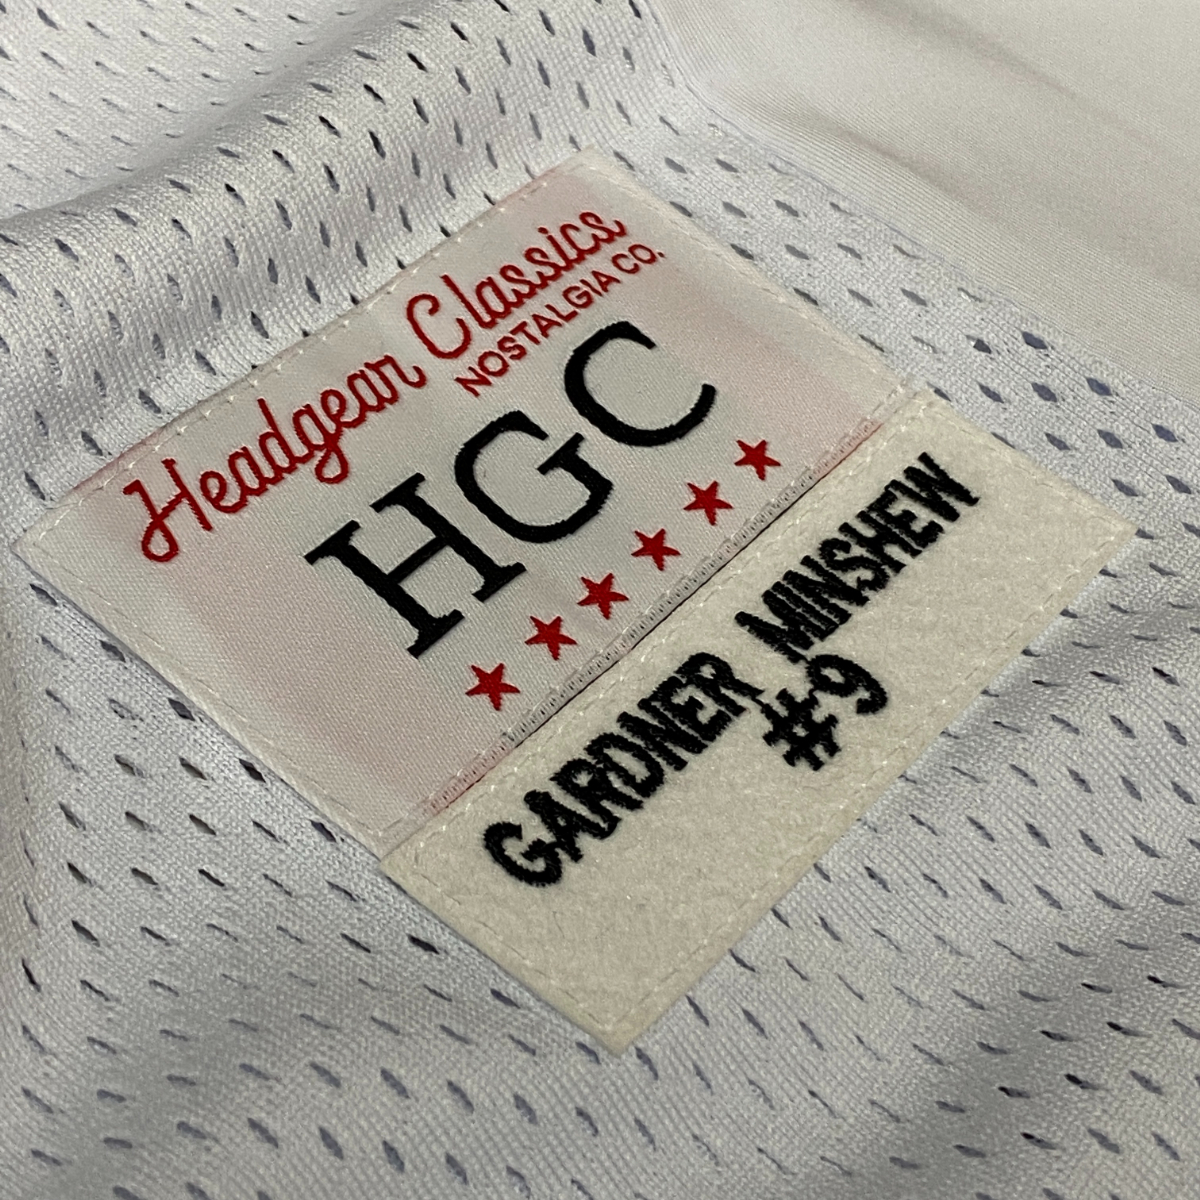 Headgear Classics
NOSTALGIA CO.
HGC
GARDNER MINSHEW
#9